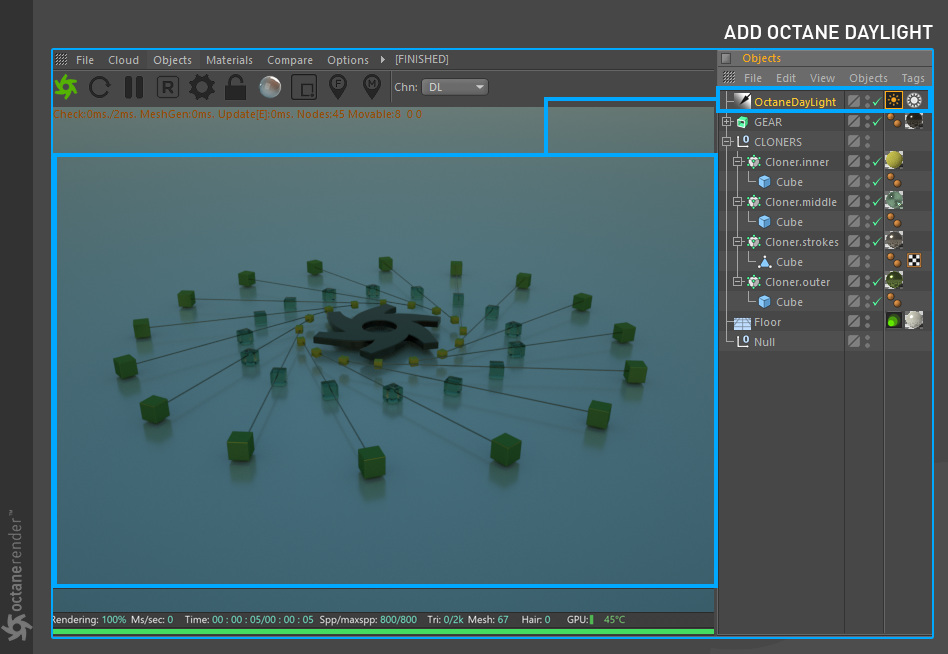 ADD OCTANE DAYLIGHT
File Cloud Objects Materials Compare Options [FINISHED]
R F M Chn: DL
Check:0ms./2ms. MeshGen:0ms. Update[E]:0ms. Nodes:45 Movable:8 0 0
Objects
File Edit View Objects Tags
OctaneDayLight
GEAR
CLONERS
Cloner.inner
Cube
Cloner.middle
Cube
Cloner.strokes
Cube
Cloner.outer
Cube
Floor
Null
Rendering: 100% Ms/sec: 0 Time: 00 : 00 : 05/00 : 00 : 05 Spp/maxspp: 800/800 Tri: 0/2k Mesh: 67 Hair: 0 GPU: 45°C
octanerender™